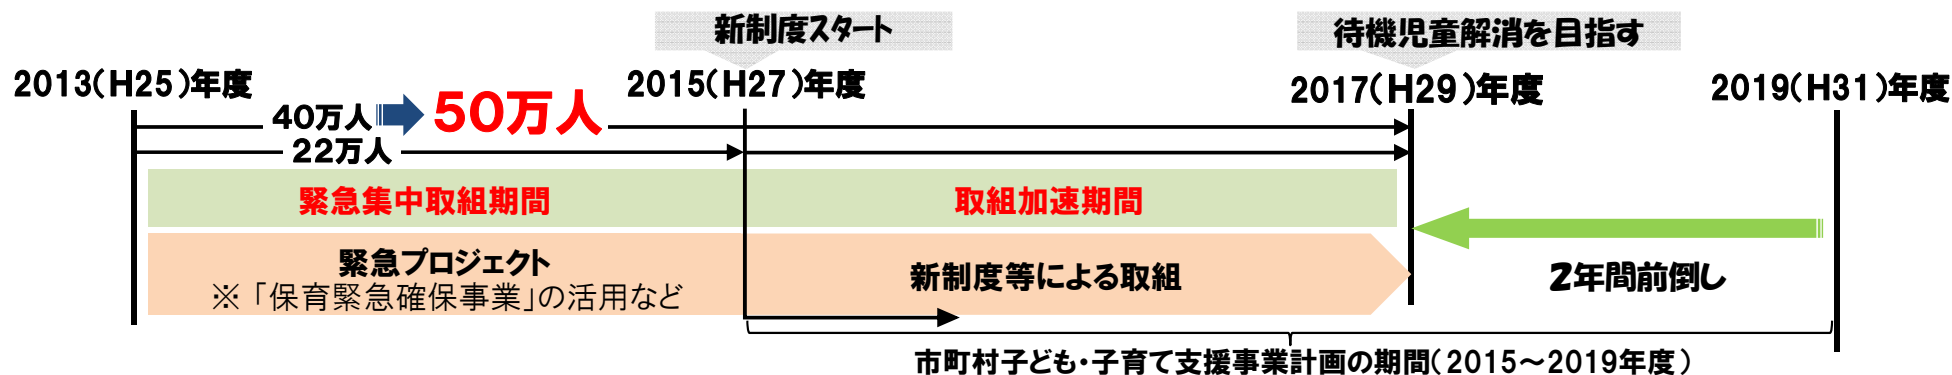 新制度スタート
待機児童解消を目指す
2013(H25)年度
2015(H27)年度
2017(H29)年度
2019(H31)年度
40万人 50万人
22万人
緊急集中取組期間
取組加速期間
緊急プロジェクト
※「保育緊急確保事業」の活用など
新制度等による取組
2年間前倒し
市町村子ども・子育て支援事業計画の期間(2015～2019年度)